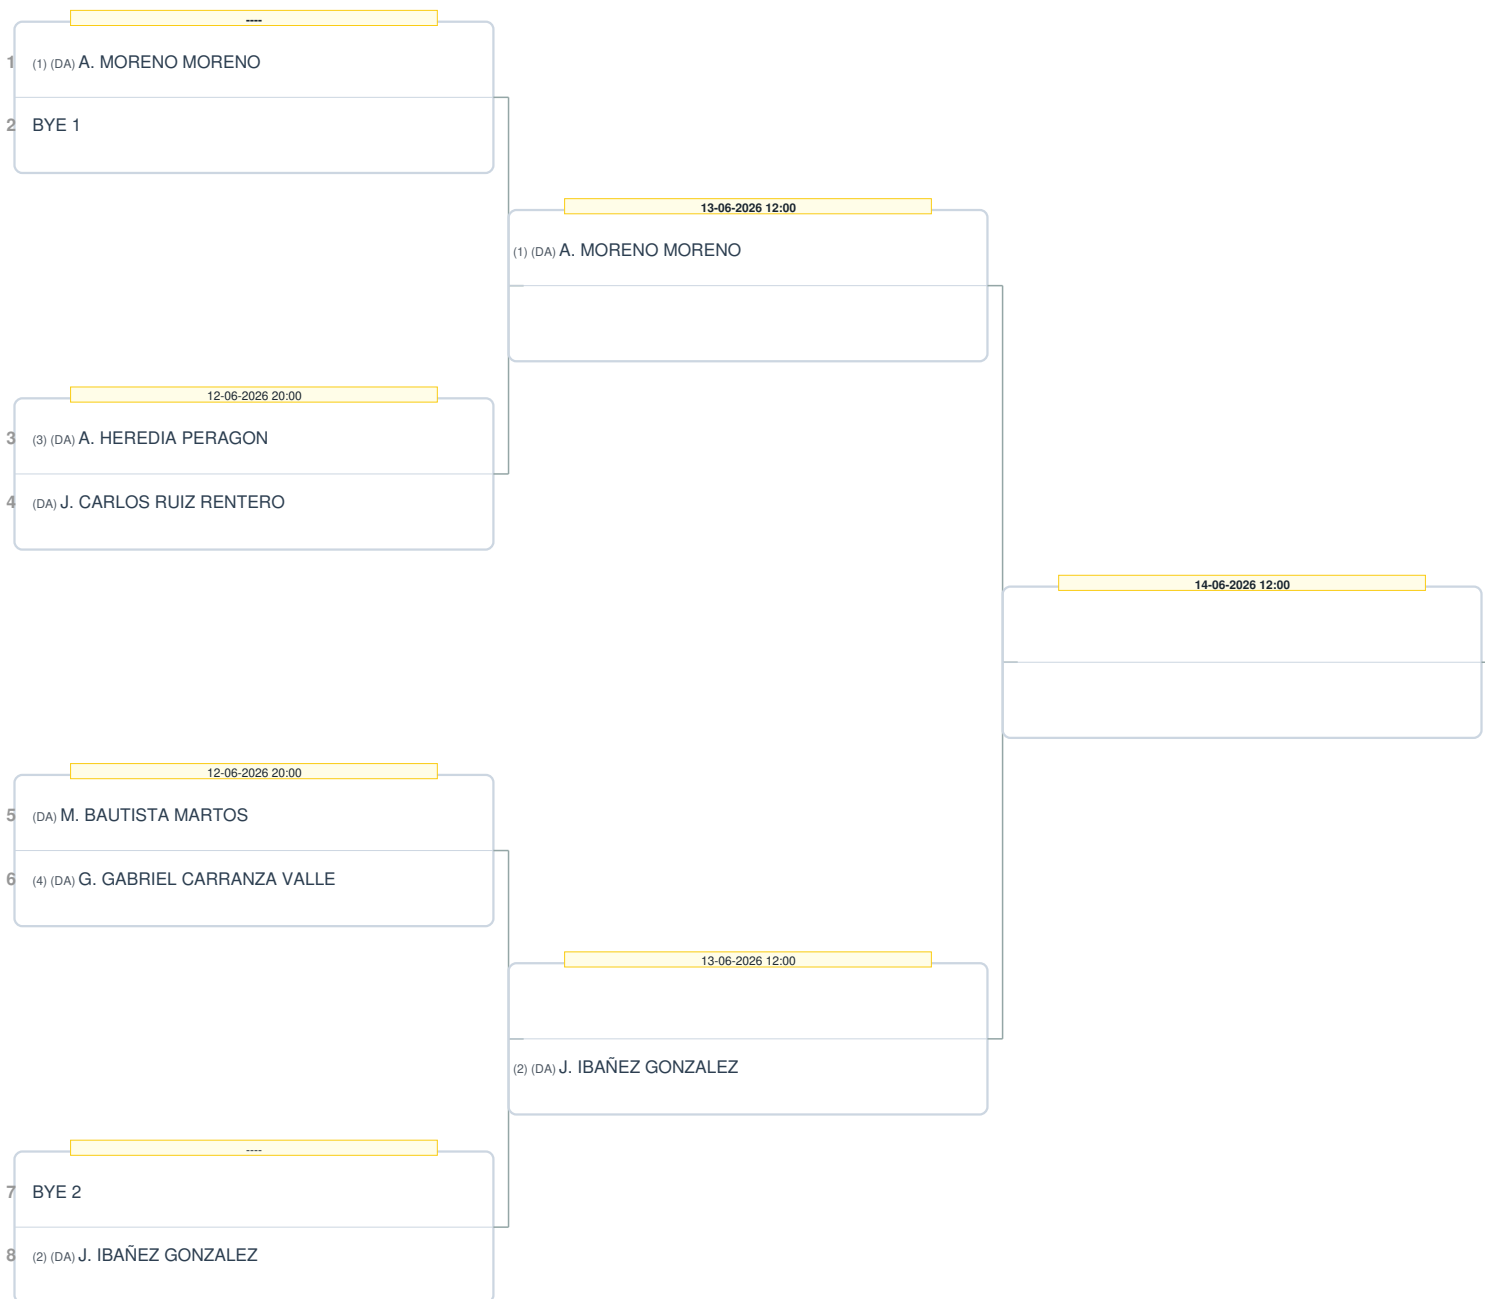 ----
1 (1) (DA) A. MORENO MORENO
2 BYE 1
13-06-2026 12:00
(1) (DA) A. MORENO MORENO
12-06-2026 20:00
3 (3) (DA) A. HEREDIA PERAGON
4 (DA) J. CARLOS RUIZ RENTERO
14-06-2026 12:00
12-06-2026 20:00
5 (DA) M. BAUTISTA MARTOS
6 (4) (DA) G. GABRIEL CARRANZA VALLE
13-06-2026 12:00
(2) (DA) J. IBAÑEZ GONZALEZ
----
7 BYE 2
8 (2) (DA) J. IBAÑEZ GONZALEZ